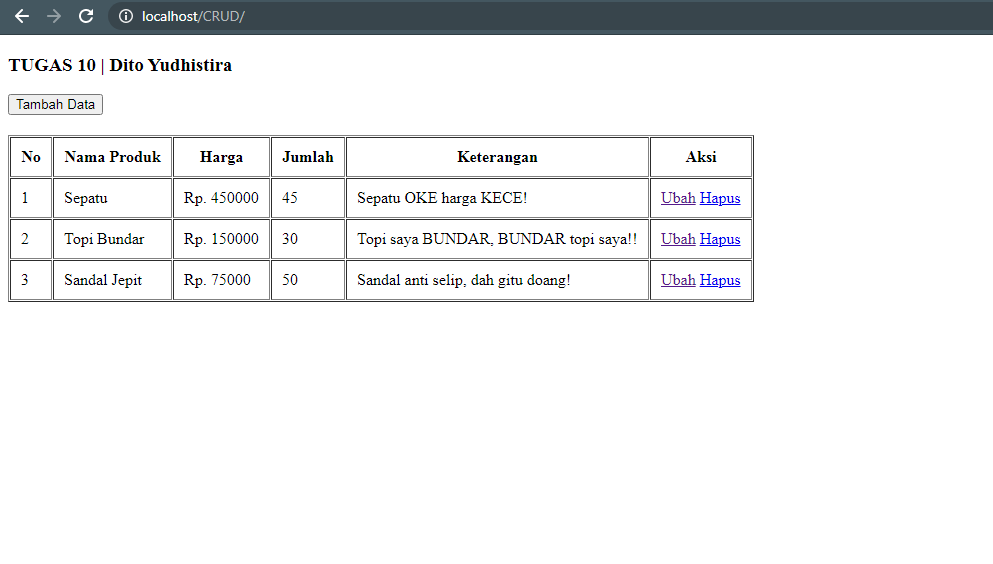 localhost/CRUD/
TUGAS 10 | Dito Yudhistira
Tambah Data
No Nama Produk Harga Jumlah Keterangan Aksi
1 Sepatu Rp. 450000 45 Sepatu OKE harga KECE! Ubah Hapus
2 Topi Bundar Rp. 150000 30 Topi saya BUNDAR, BUNDAR topi saya!! Ubah Hapus
3 Sandal Jepit Rp. 75000 50 Sandal anti selip, dah gitu doang! Ubah Hapus